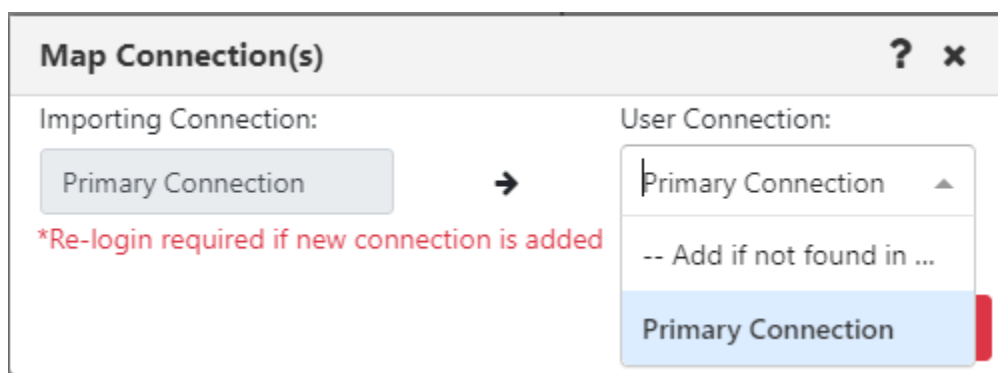 Map Connection(s) ? ×
Importing Connection: User Connection:
Primary Connection → Primary Connection
*Re-login required if new connection is added
-- Add if not found in ...
Primary Connection